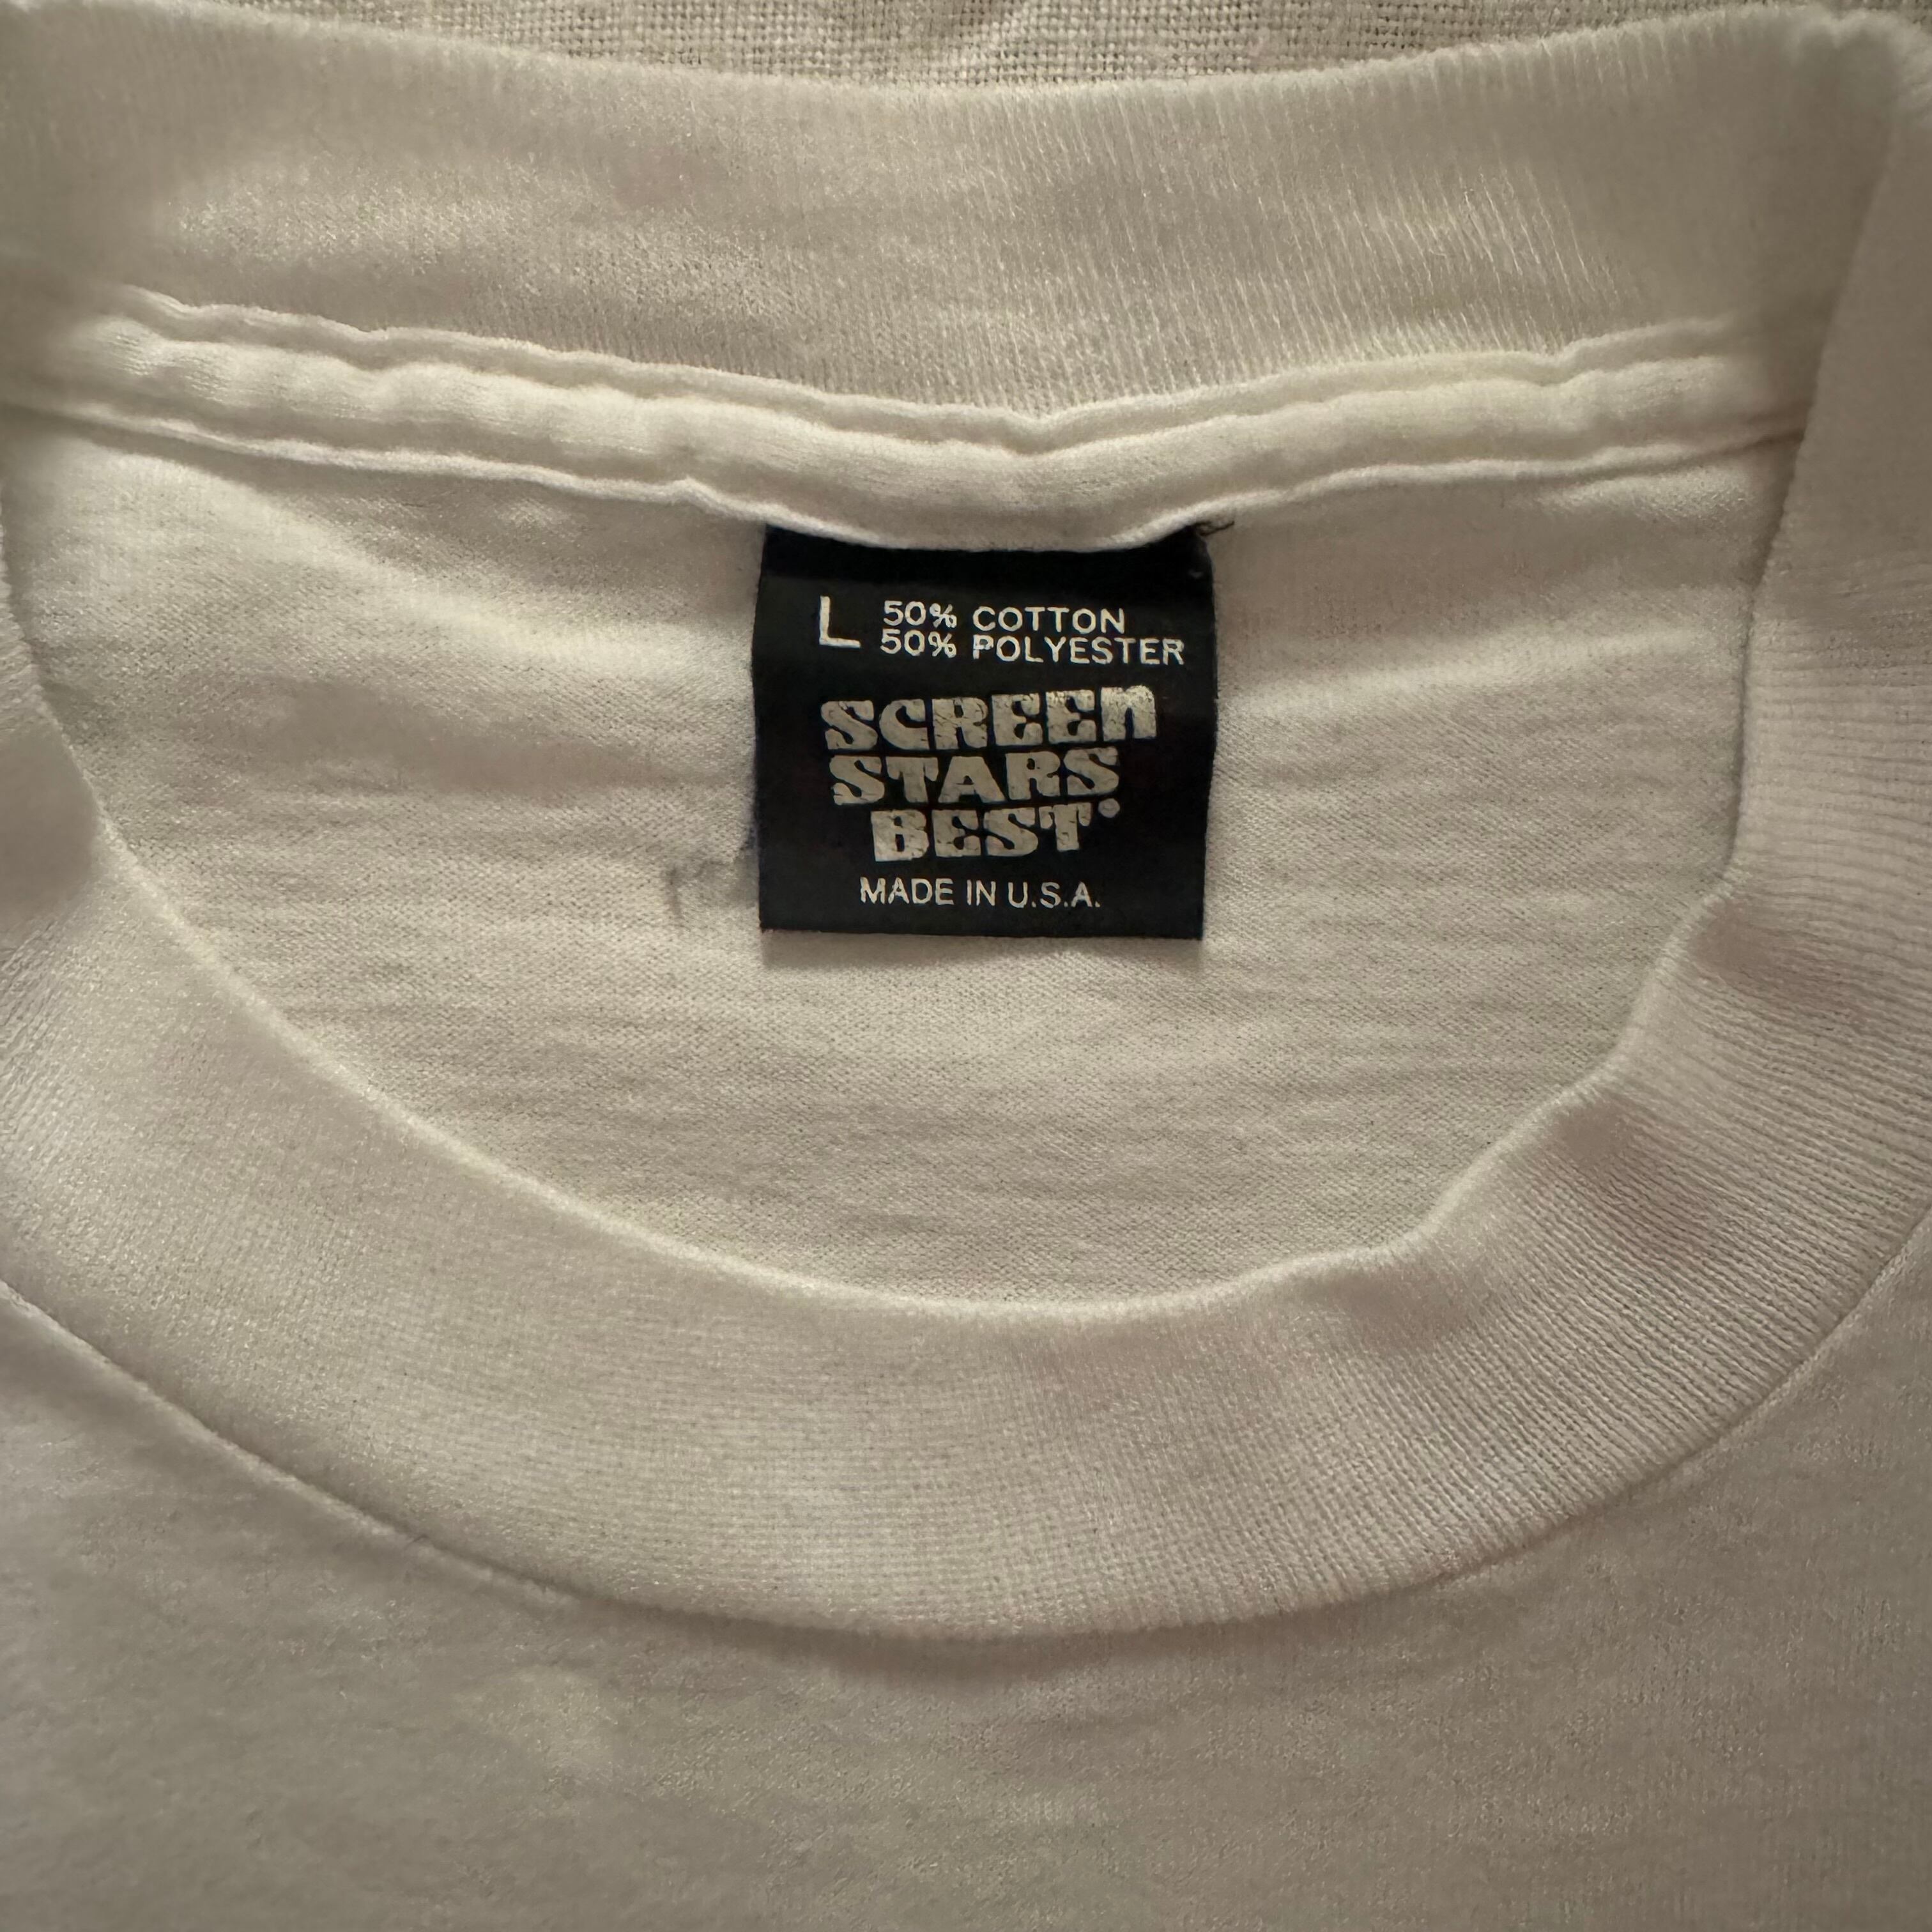 L 50% COTTON
50% POLYESTER
SCREEN
STARS
BEST®
MADE IN U.S.A.